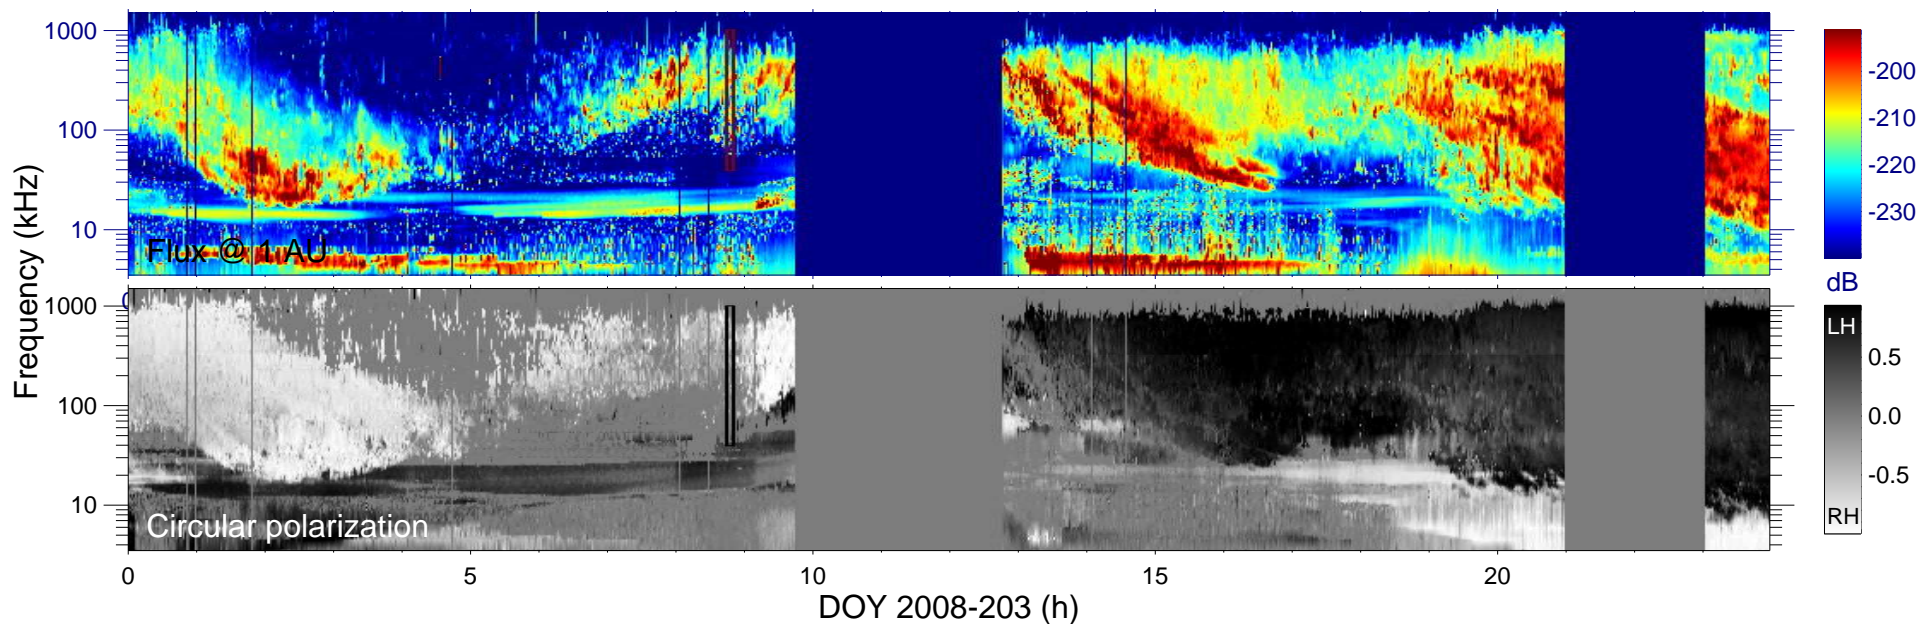 1000
100
10
Flux @ 1 AU
-200
-210
-220
-230
dB
0
Frequency (kHz)
1000
100
10
Circular polarization
LH
0.5
0.0
-0.5
RH
0
5
10
15
20
DOY 2008-203 (h)